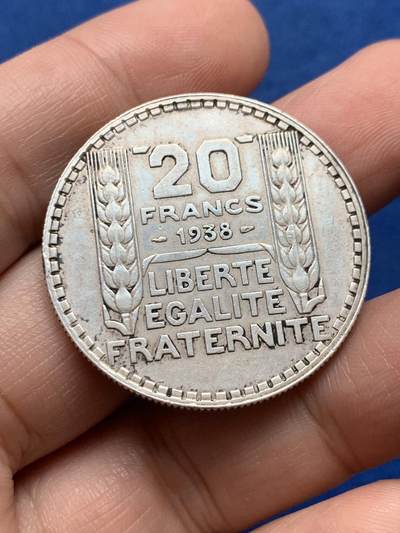 20
FRANCS
- 1938 -
LIBERTE
EGALITE
FRATERNITE